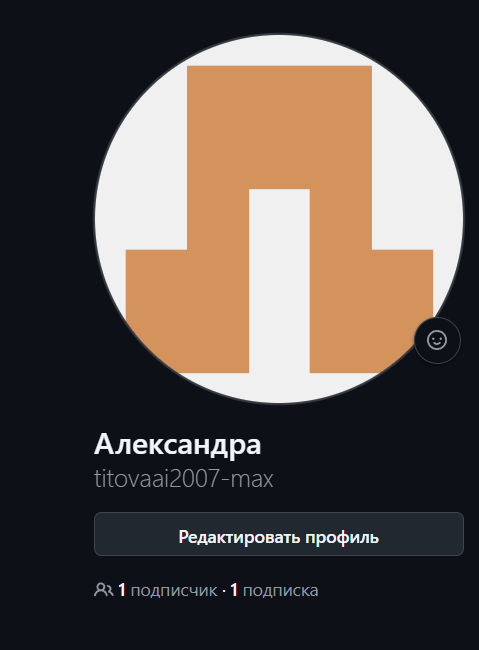 Александра
titovaai2007-max
Редактировать профиль
1 подписчик · 1 подписка